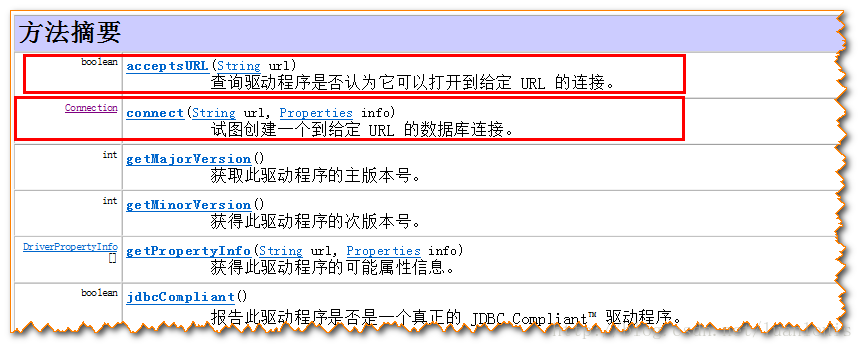 方法摘要
boolean acceptsURL(String url)
查询驱动程序是否认为它可以打开到给定 URL 的连接。
Connection connect(String url, Properties info)
试图创建一个到给定 URL 的数据库连接。
int getMajorVersion()
获取此驱动程序的主版本号。
int getMinorVersion()
获得此驱动程序的次版本号。
DriverPropertyInfo getPropertyInfo(String url, Properties info)
[] 获得此驱动程序的可能属性信息。
boolean jdbcCompliant()
报告此驱动程序是否是一个真正的 JDBC Compliant™ 驱动程序。